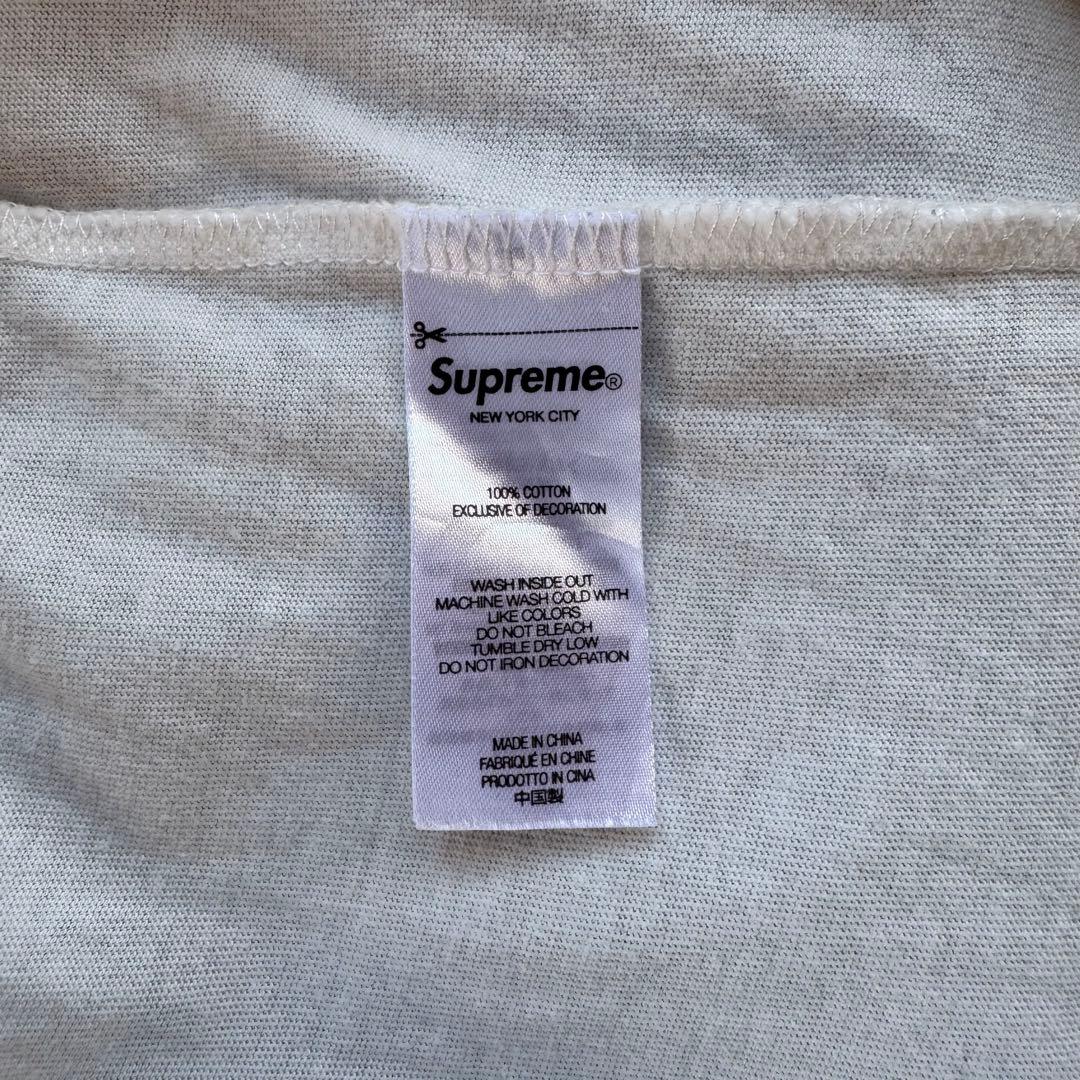 Supreme®
NEW YORK CITY
100% COTTON
EXCLUSIVE OF DECORATION
WASH INSIDE OUT
MACHINE WASH COLD WITH
LIKE COLORS
DO NOT BLEACH
TUMBLE DRY LOW
DO NOT IRON DECORATION
MADE IN CHINA
FABRIQUÉ EN CHINE
PRODOTTO IN CINA
中国製